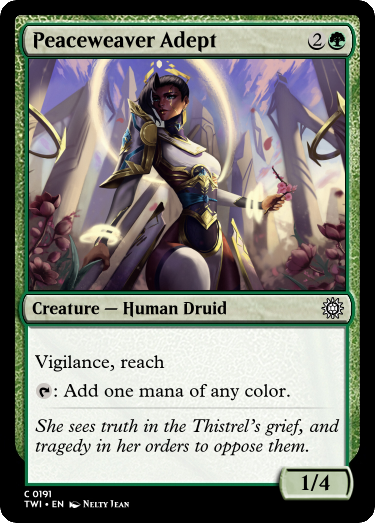 Peaceweaver Adept 2
Creature — Human Druid
Vigilance, reach
: Add one mana of any color.
She sees truth in the Thistrel's grief, and
tragedy in her orders to oppose them.
1/4
C 0191
TWI • EN Nelty Jean